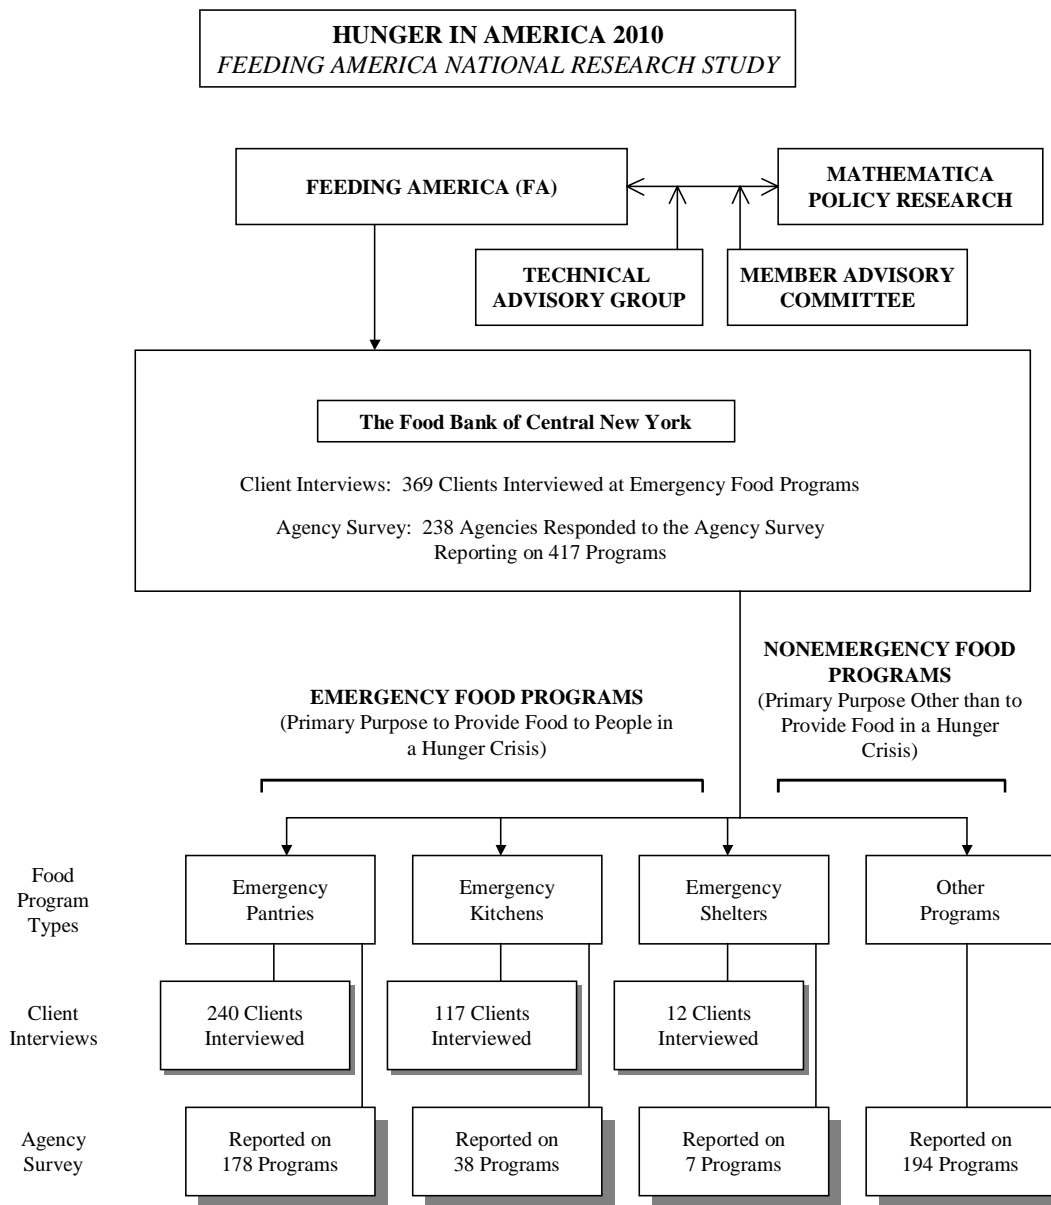 HUNGER IN AMERICA 2010
FEEDING AMERICA NATIONAL RESEARCH STUDY
FEEDING AMERICA (FA)
MATHEMATICA
POLICY RESEARCH
TECHNICAL
ADVISORY GROUP
MEMBER ADVISORY
COMMITTEE
The Food Bank of Central New York
Client Interviews:  369 Clients Interviewed at Emergency Food Programs
Agency Survey:  238 Agencies Responded to the Agency Survey
Reporting on 417 Programs
EMERGENCY FOOD PROGRAMS
(Primary Purpose to Provide Food to People in
a Hunger Crisis)
NONEMERGENCY FOOD
PROGRAMS
(Primary Purpose Other than to
Provide Food in a Hunger
Crisis)
Food
Program
Types
Emergency
Pantries
Emergency
Kitchens
Emergency
Shelters
Other
Programs
Client
Interviews
240 Clients
Interviewed
117 Clients
Interviewed
12 Clients
Interviewed
Agency
Survey
Reported on
178 Programs
Reported on
38 Programs
Reported on
7 Programs
Reported on
194 Programs